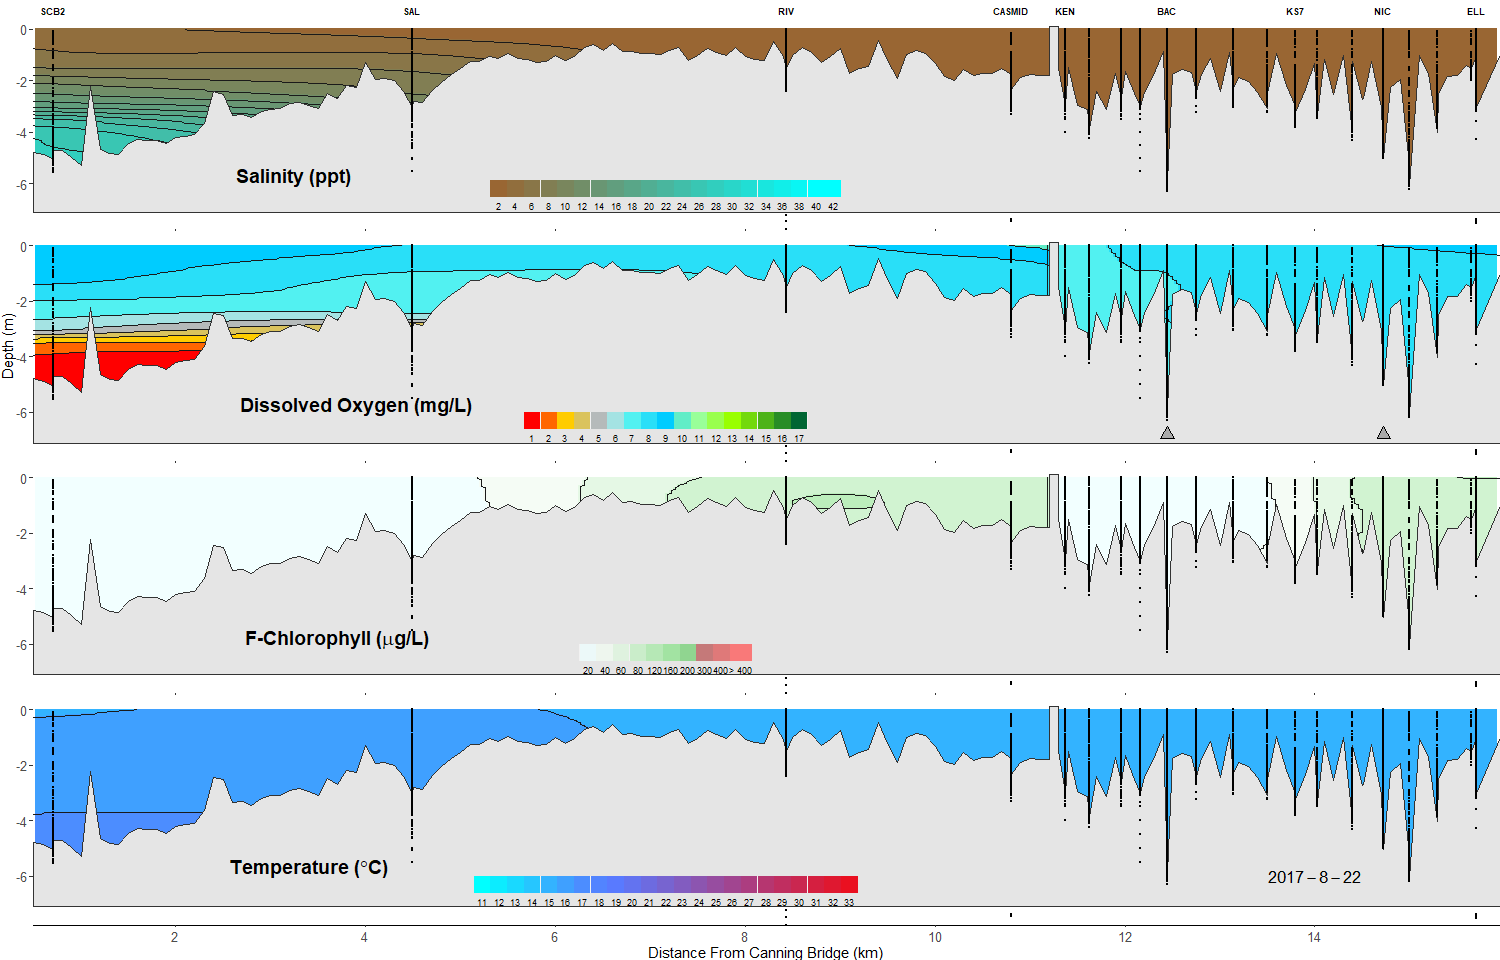 SCB2 SAL RIV CASMID KEN BAC KS7 NIC ELL
0
-2
-4
-6
Salinity (ppt)
2 4 6 8 10 12 14 16 18 20 22 24 26 28 30 32 34 36 38 40 42
0
-2
-4
-6
Depth (m)
Dissolved Oxygen (mg/L)
1 2 3 4 5 6 7 8 9 10 11 12 13 14 15 16 17
0
-2
-4
-6
F-Chlorophyll (μg/L)
20 40 60 80 120 160 200 300 400 > 400
0
-2
-4
-6
Temperature (°C)
2017 – 8 – 22
11 12 13 14 15 16 17 18 19 20 21 22 23 24 25 26 27 28 29 30 31 32 33
2 4 6 8 10 12 14
Distance From Canning Bridge (km)